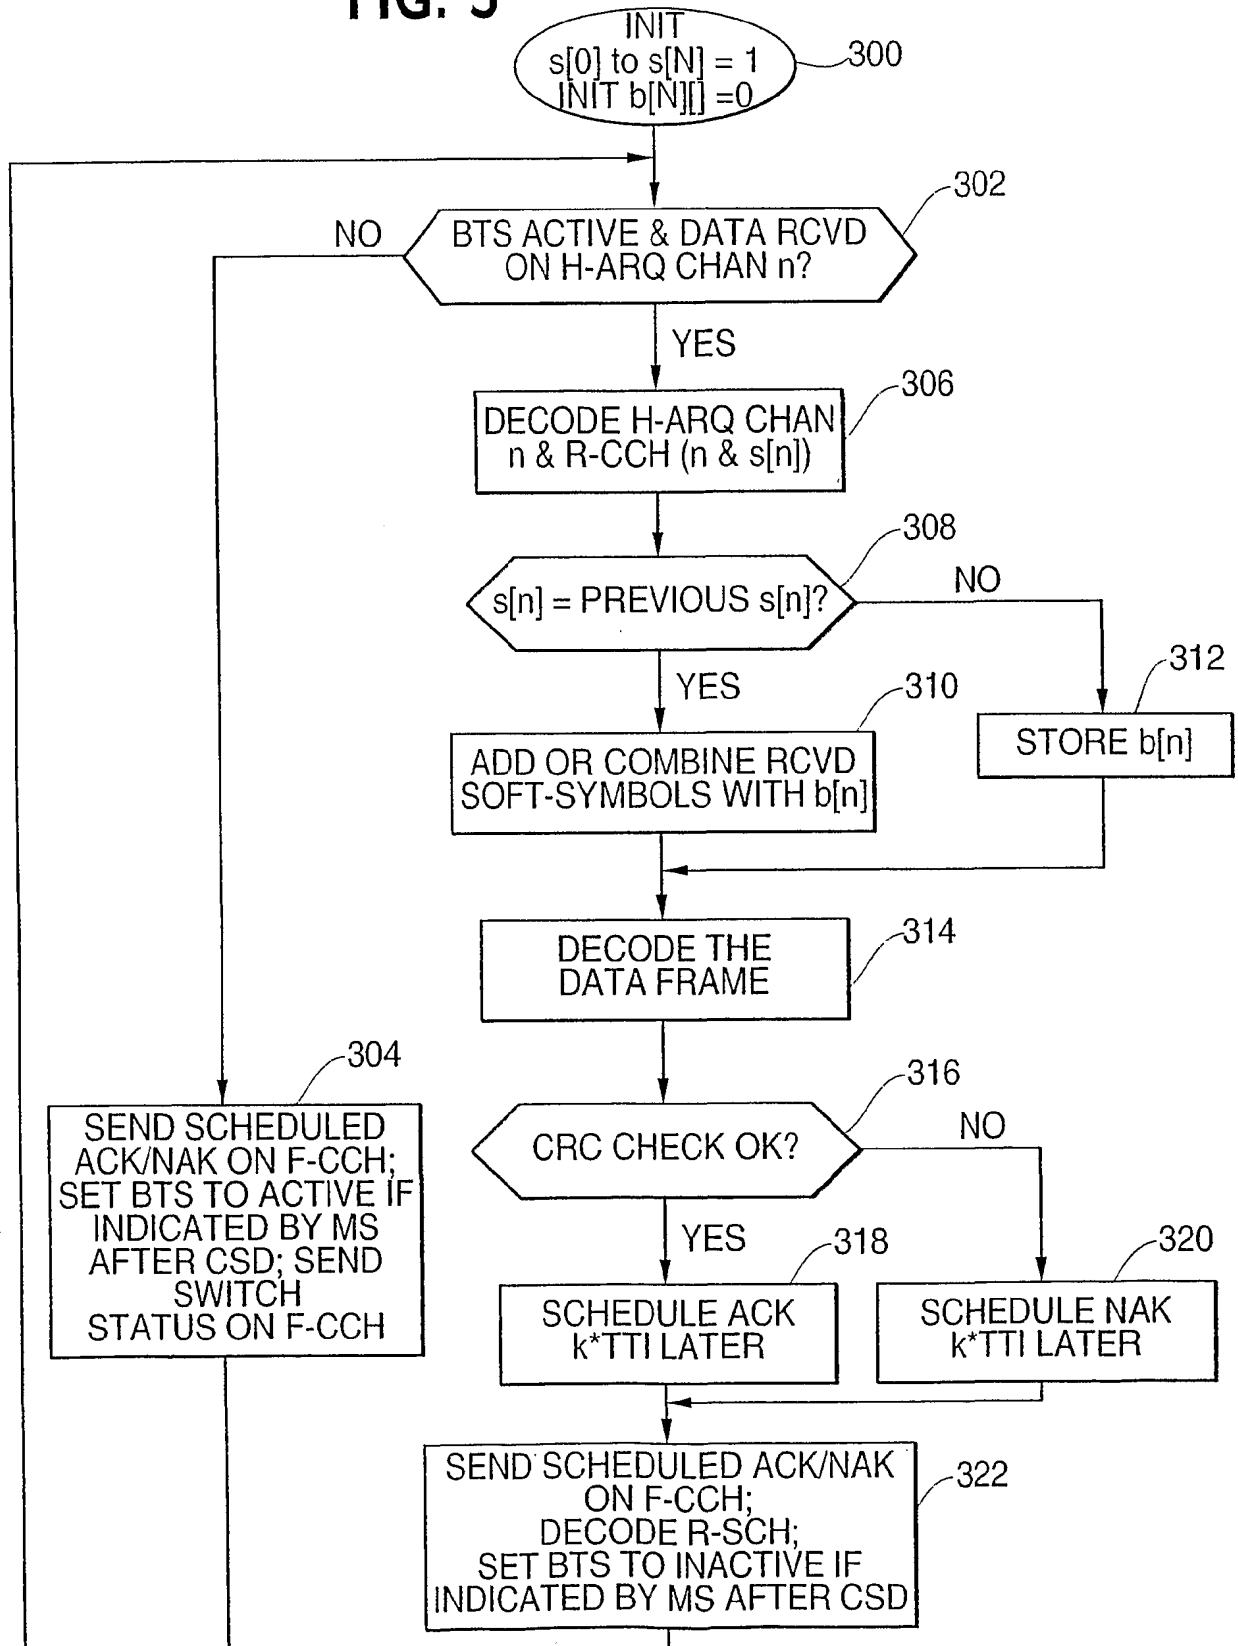 FIG. 3
INIT
s[0] to s[N] = 1
INIT b[N][] =0
300
302
BTS ACTIVE & DATA RCVD
ON H-ARQ CHAN n?
NO
YES
306
DECODE H-ARQ CHAN
n & R-CCH (n & s[n])
308
s[n] = PREVIOUS s[n]?
NO
YES
310
312
ADD OR COMBINE RCVD
SOFT-SYMBOLS WITH b[n]
STORE b[n]
314
DECODE THE
DATA FRAME
304
SEND SCHEDULED
ACK/NAK ON F-CCH;
SET BTS TO ACTIVE IF
INDICATED BY MS
AFTER CSD; SEND
SWITCH
STATUS ON F-CCH
316
CRC CHECK OK?
NO
YES
318
320
SCHEDULE ACK
k*TTI LATER
SCHEDULE NAK
k*TTI LATER
322
SEND SCHEDULED ACK/NAK
ON F-CCH;
DECODE R-SCH;
SET BTS TO INACTIVE IF
INDICATED BY MS AFTER CSD